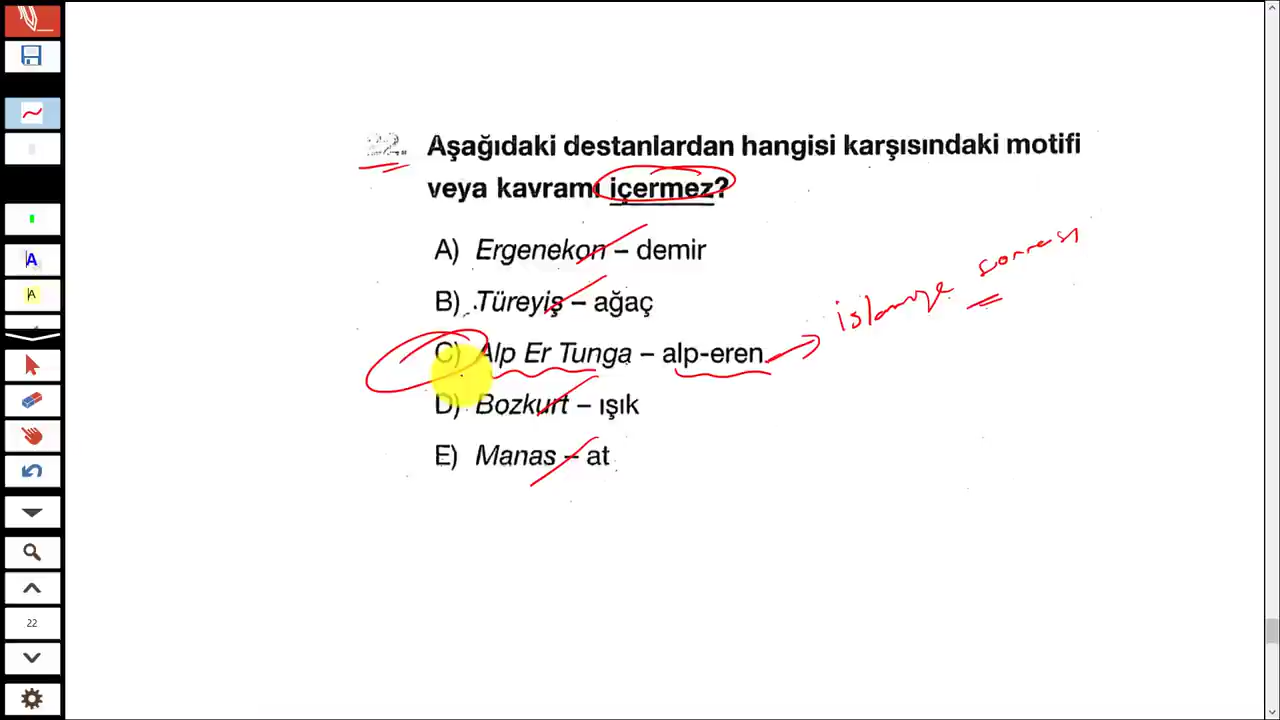 22. Aşağıdaki destanlardan hangisi karşısındaki motifi
veya kavramı içermez?
A) Ergenekon – demir
B) Türeyiş – ağaç
C) Alp Er Tunga – alp-eren
D) Bozkurt – ışık
E) Manas – at
sonrası
A
A
22